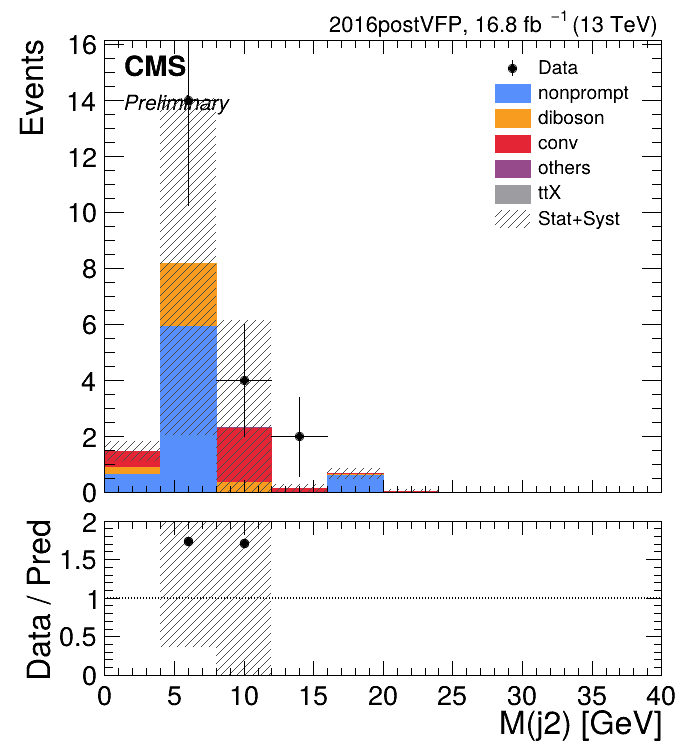 2016postVFP, 16.8 fb⁻¹ (13 TeV)
CMS
Preliminary
Events
16
14
12
10
8
6
4
2
0
Data
nonprompt
diboson
conv
others
ttX
Stat+Syst
Data / Pred
2
1.5
1
0.5
0
0 5 10 15 20 25 30 35 40
M(j2) [GeV]